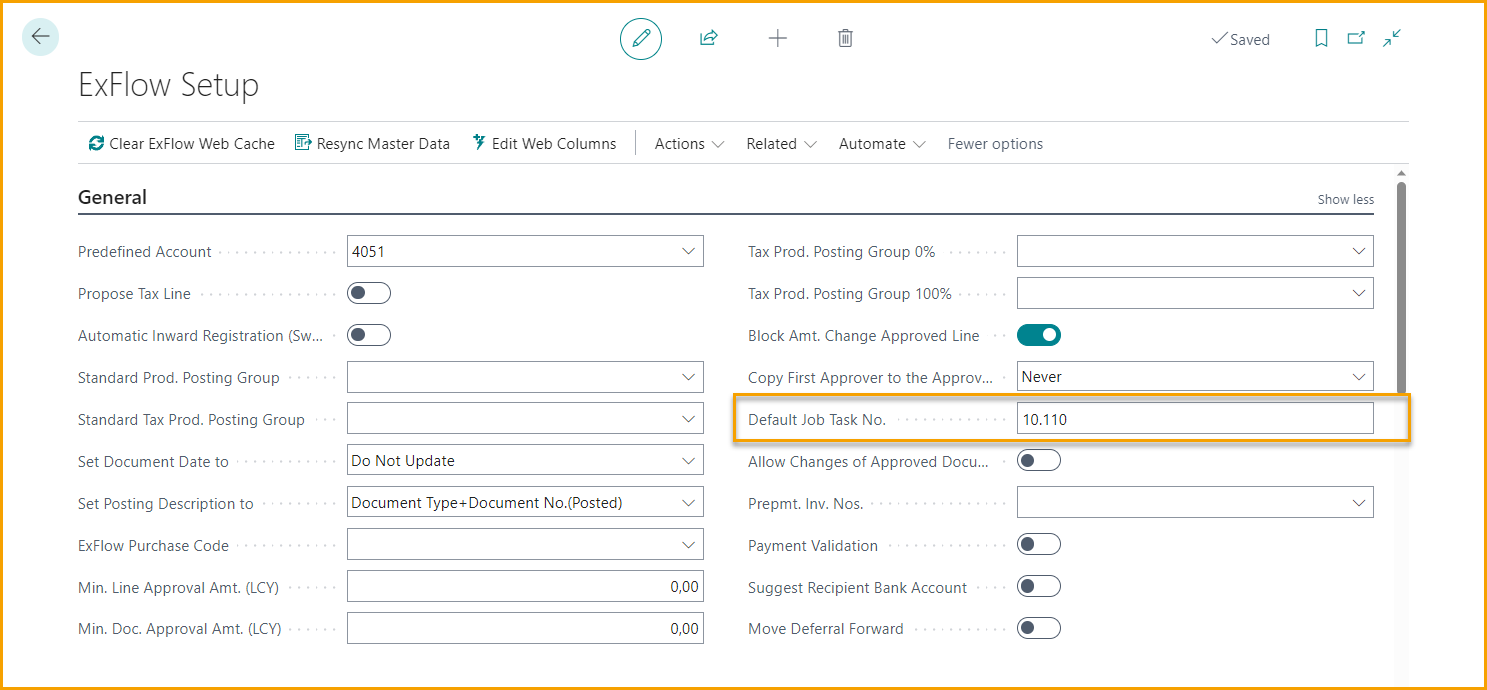 Saved
ExFlow Setup
Clear ExFlow Web Cache Resync Master Data Edit Web Columns Actions Related Automate Fewer options
General Show less
Predefined Account 4051
Propose Tax Line
Automatic Inward Registration (Sw...
Standard Prod. Posting Group
Standard Tax Prod. Posting Group
Set Document Date to Do Not Update
Set Posting Description to Document Type+Document No.(Posted)
ExFlow Purchase Code
Min. Line Approval Amt. (LCY) 0,00
Min. Doc. Approval Amt. (LCY) 0,00
Tax Prod. Posting Group 0%
Tax Prod. Posting Group 100%
Block Amt. Change Approved Line
Copy First Approver to the Approv... Never
Default Job Task No. 10.110
Allow Changes of Approved Docu...
Prepmt. Inv. Nos.
Payment Validation
Suggest Recipient Bank Account
Move Deferral Forward